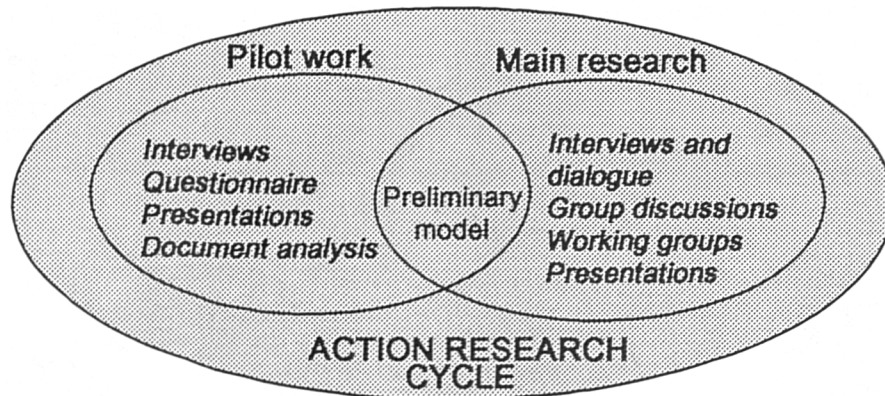 Pilot work
Main research
Interviews
Questionnaire
Presentations
Document analysis
Preliminary
model
Interviews and
dialogue
Group discussions
Working groups
Presentations
ACTION RESEARCH
CYCLE